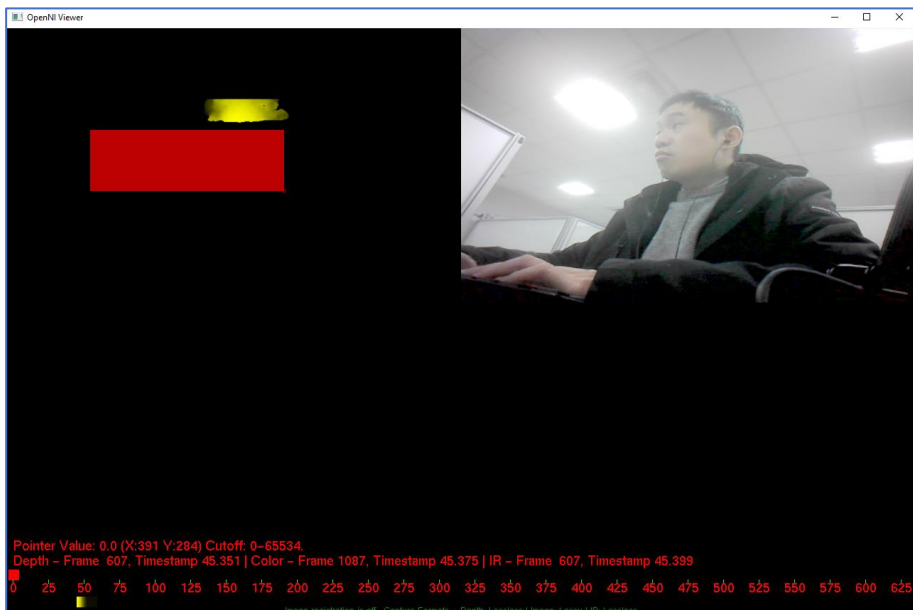 OpenNI Viewer
Pointer Value: 0.0 (X:391 Y:284) Cutoff: 0-65534.
Depth - Frame 607, Timestamp 45.351 | Color - Frame 1087, Timestamp 45.375 | IR - Frame 607, Timestamp 45.399
0 25 50 75 100 125 150 175 200 225 250 275 300 325 350 375 400 425 450 475 500 525 550 575 600 625